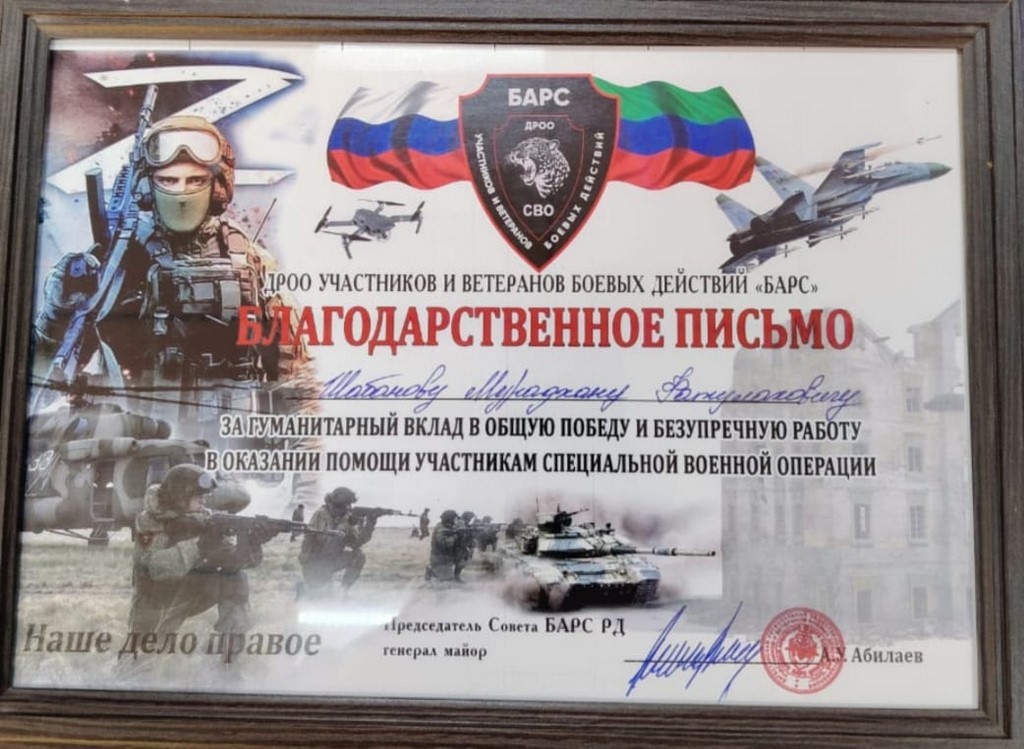 БАРС
ДРОО
УЧАСТНИКОВ И ВЕТЕРАНОВ БОЕВЫХ ДЕЙСТВИЙ
СВО
ДРОО УЧАСТНИКОВ И ВЕТЕРАНОВ БОЕВЫХ ДЕЙСТВИЙ «БАРС»
БЛАГОДАРСТВЕННОЕ ПИСЬМО
Шабанову Мурадхану
ЗА ГУМАНИТАРНЫЙ ВКЛАД В ОБЩУЮ ПОБЕДУ И БЕЗУПРЕЧНУЮ РАБОТУ
В ОКАЗАНИИ ПОМОЩИ УЧАСТНИКАМ СПЕЦИАЛЬНОЙ ВОЕННОЙ ОПЕРАЦИИ
Наше дело правое
Председатель Совета БАРС РД
генерал майор
А.У. Абилаев